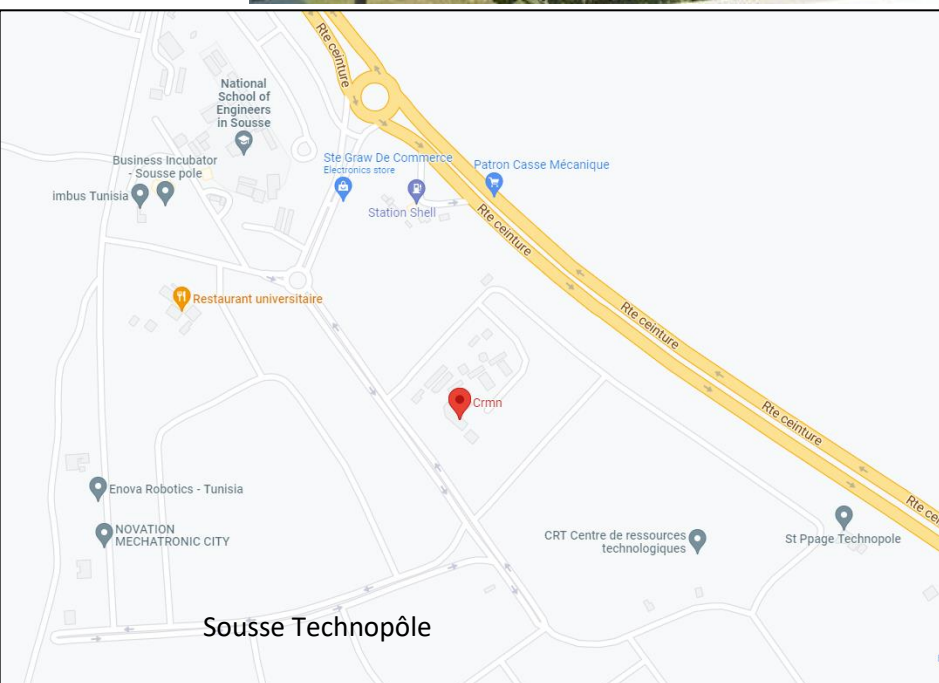 Rte ceinture
National
School of
Engineers
in Sousse
Business Incubator
- Sousse pole
imbus Tunisia
Ste Graw De Commerce
Electronics store
Patron Casse Mécanique
Station Shell
Rte ceinture
Restaurant universitaire
Rte ceinture
Crmn
Rte ceinture
Enova Robotics - Tunisia
Rte cei
NOVATION
MECHATRONIC CITY
CRT Centre de ressources
technologiques
St Ppage Technopole
Sousse Technopôle